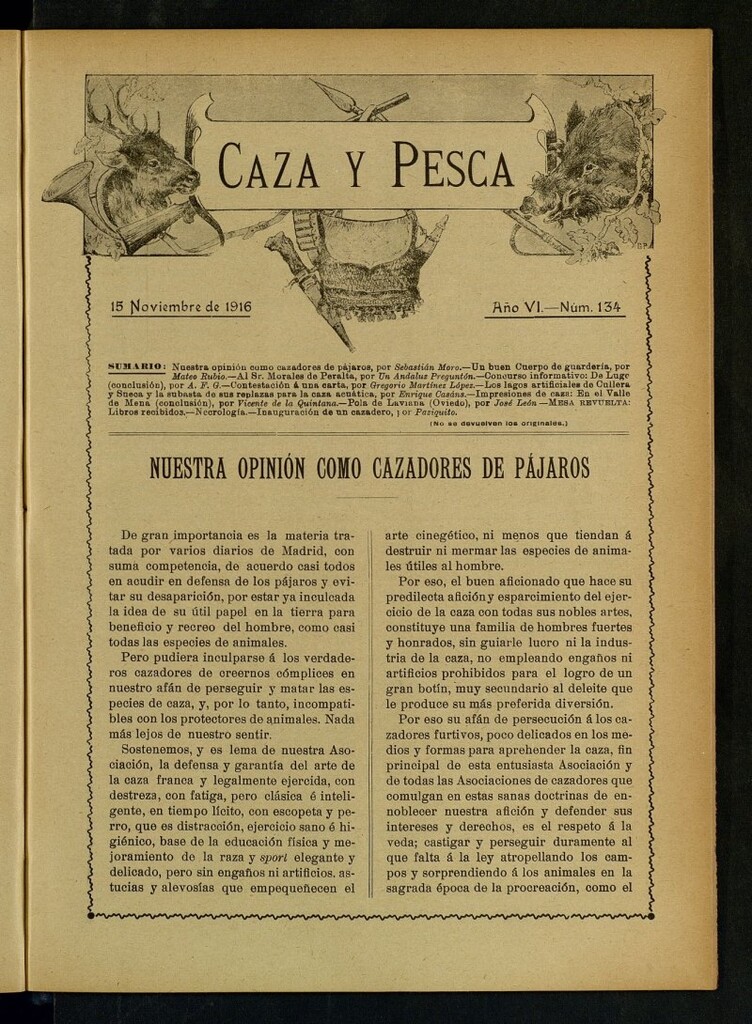 CAZA Y PESCA
15 Noviembre de 1916
Año VI.—Núm. 134
SUMARIO: Nuestra opinión como cazadores de pájaros, por Sebastián Moro.—Un buen Cuerpo de guardería, por
Mateo Rubio.—Al Sr. Morales de Peralta, por Un Andaluz Preguntón.—Concurso informativo: De Lugo
(conclusión), por A. F. G.—Contestación á una carta, por Gregorio Martínez López.—Los lagos artificiales de Cullera
y Sueca y la subasta de sus replazas para la caza acuática, por Enrique Casáns.—Impresiones de caza: En el Valle
de Mena (conclusión), por Vicente de la Quintana.—Pola de Laviana (Oviedo), por José León.—MESA REVUELTA:
Libros recibidos.—Necrología.—Inauguración de un cazadero, por Paxiquito.
(No se devuelven los originales.)
NUESTRA OPINIÓN COMO CAZADORES DE PÁJAROS
De gran importancia es la materia tra-
tada por varios diarios de Madrid, con
suma competencia, de acuerdo casi todos
en acudir en defensa de los pájaros y evi-
tar su desaparición, por estar ya inculcada
la idea de su útil papel en la tierra para
beneficio y recreo del hombre, como casi
todas las especies de animales.
Pero pudiera inculparse á los verdade-
ros cazadores de creernos cómplices en
nuestro afán de perseguir y matar las es-
pecies de caza, y, por lo tanto, incompati-
bles con los protectores de animales. Nada
más lejos de nuestro sentir.
Sostenemos, y es lema de nuestra Aso-
ciación, la defensa y garantía del arte de
la caza franca y legalmente ejercida, con
destreza, con fatiga, pero clásica é inteli-
gente, en tiempo lícito, con escopeta y pe-
rro, que es distracción, ejercicio sano é hi-
giénico, base de la educación física y me-
joramiento de la raza y sport elegante y
delicado, pero sin engaños ni artificios. as-
tucias y alevosías que empequeñecen el
arte cinegético, ni menos que tiendan á
destruir ni mermar las especies de anima-
les útiles al hombre.
Por eso, el buen aficionado que hace su
predilecta afición y esparcimiento del ejer-
cicio de la caza con todas sus nobles artes,
constituye una familia de hombres fuertes
y honrados, sin guiarle lucro ni la indus-
tria de la caza, no empleando engaños ni
artificios prohibidos para el logro de un
gran botín, muy secundario al deleite que
le produce su más preferida diversión.
Por eso su afán de persecución á los ca-
zadores furtivos, poco delicados en los me-
dios y formas para aprehender la caza, fin
principal de esta entusiasta Asociación y
de todas las Asociaciones de cazadores que
comulgan en estas sanas doctrinas de en-
noblecer nuestra afición y defender sus
intereses y derechos, es el respeto á la
veda; castigar y perseguir duramente al
que falta á la ley atropellando los cam-
pos y sorprendiendo á los animales en la
sagrada época de la procreación, como el